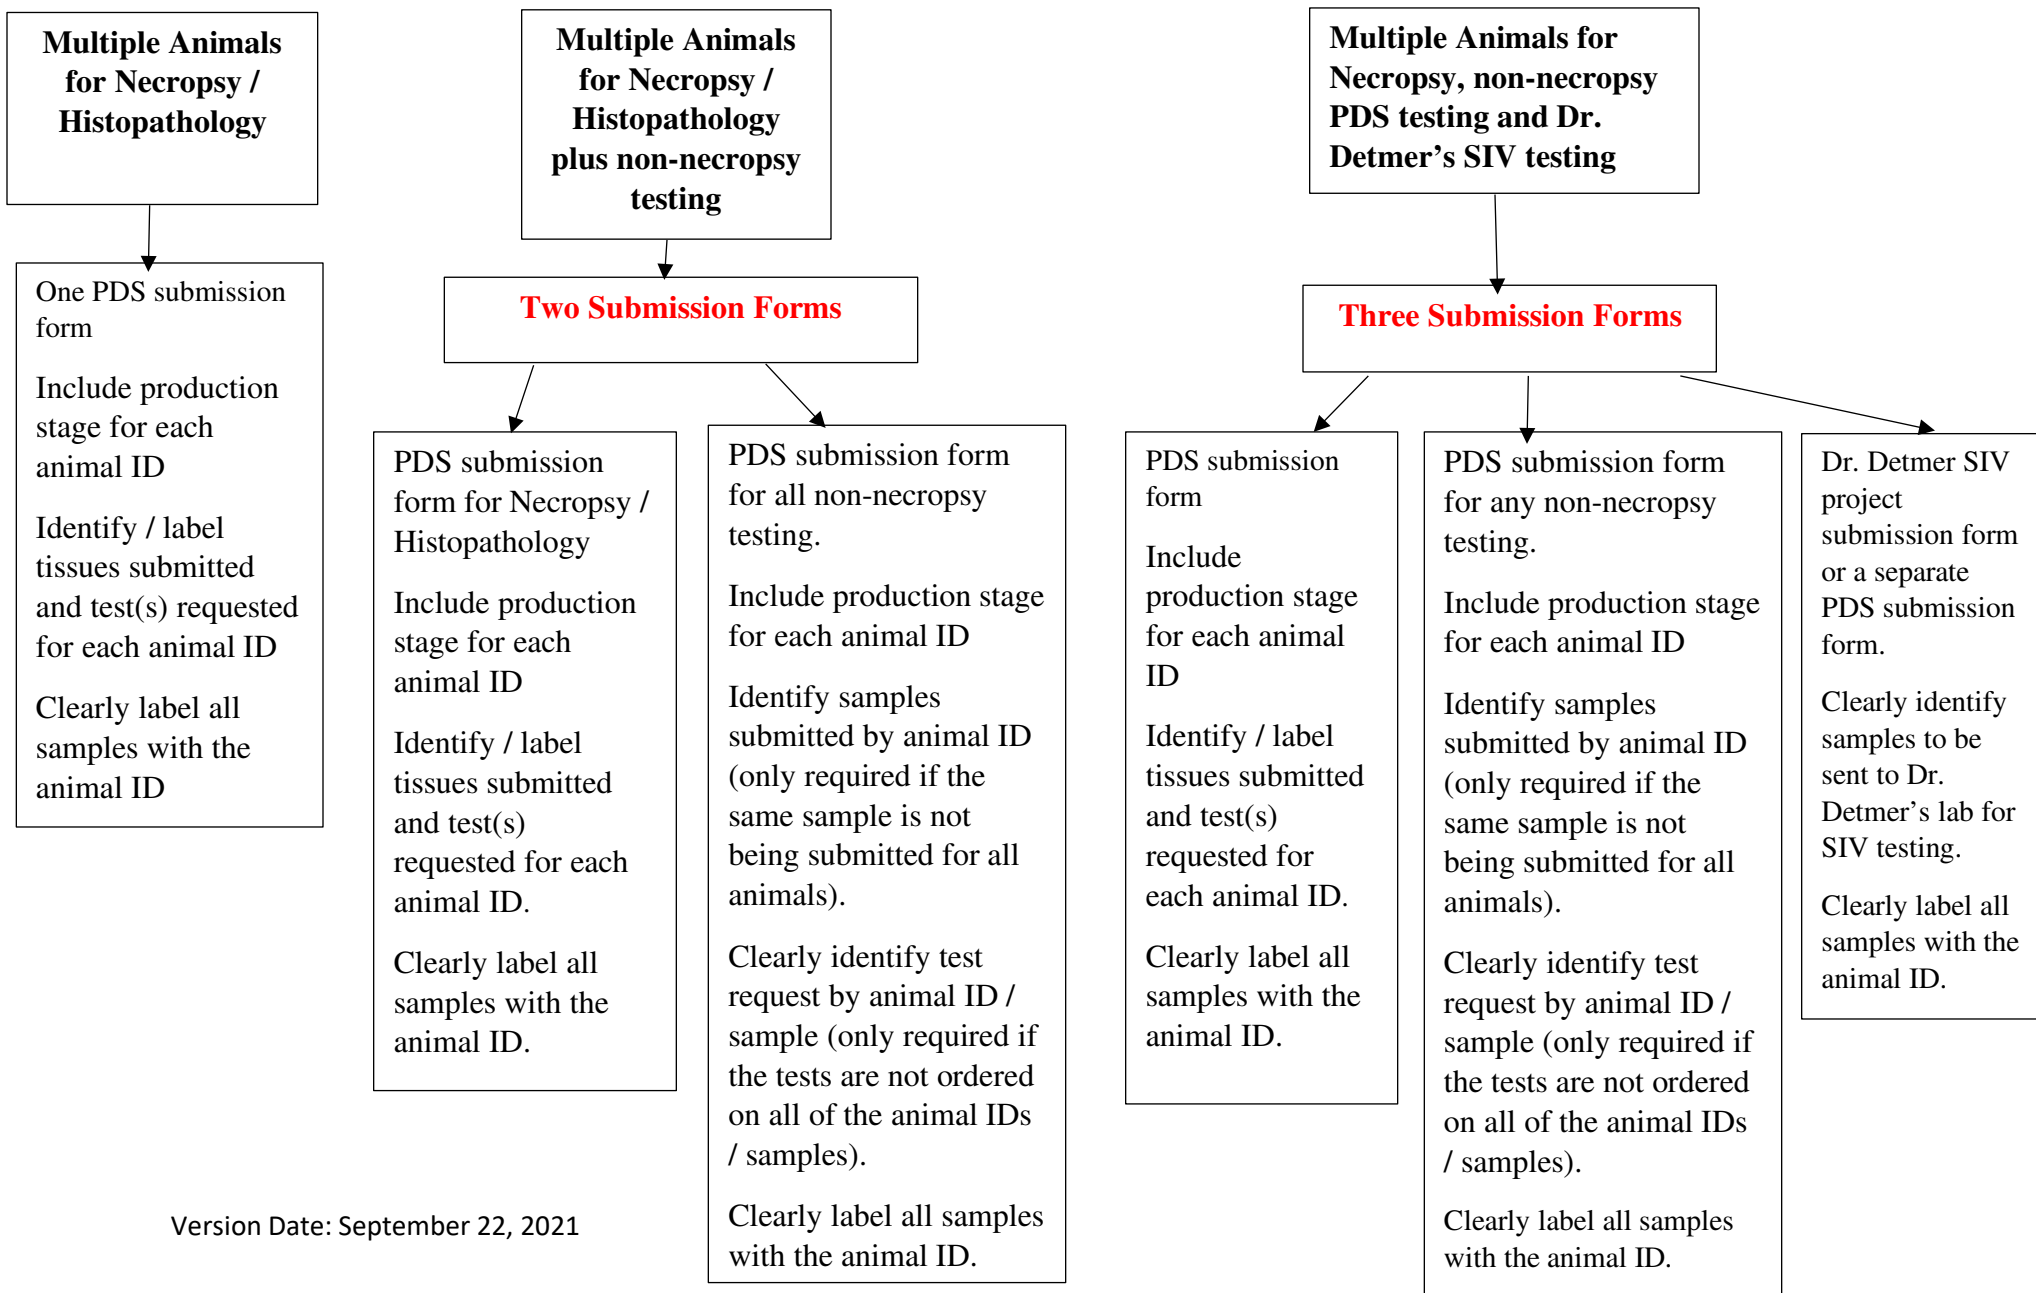 Multiple Animals
for Necropsy /
Histopathology
One PDS submission
form
Include production
stage for each
animal ID
Identify / label
tissues submitted
and test(s) requested
for each animal ID
Clearly label all
samples with the
animal ID
Multiple Animals
for Necropsy /
Histopathology
plus non-necropsy
testing
Two Submission Forms
PDS submission
form for Necropsy /
Histopathology
Include production
stage for each
animal ID
Identify / label
tissues submitted
and test(s)
requested for each
animal ID.
Clearly label all
samples with the
animal ID.
PDS submission form
for all non-necropsy
testing.
Include production stage
for each animal ID
Identify samples
submitted by animal ID
(only required if the
same sample is not
being submitted for all
animals).
Clearly identify test
request by animal ID /
sample (only required if
the tests are not ordered
on all of the animal IDs
/ samples).
Clearly label all samples
with the animal ID.
Multiple Animals for
Necropsy, non-necropsy
PDS testing and Dr.
Detmer’s SIV testing
Three Submission Forms
PDS submission
form
Include
production stage
for each animal
ID
Identify / label
tissues submitted
and test(s)
requested for
each animal ID.
Clearly label all
samples with the
animal ID.
PDS submission form
for any non-necropsy
testing.
Include production stage
for each animal ID
Identify samples
submitted by animal ID
(only required if the
same sample is not
being submitted for all
animals).
Clearly identify test
request by animal ID /
sample (only required if
the tests are not ordered
on all of the animal IDs
/ samples).
Clearly label all samples
with the animal ID.
Dr. Detmer SIV
project
submission form
or a separate
PDS submission
form.
Clearly identify
samples to be
sent to Dr.
Detmer’s lab for
SIV testing.
Clearly label all
samples with the
animal ID.
Version Date: September 22, 2021